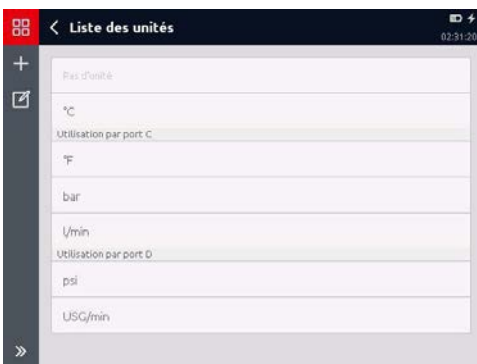 Liste des unités
02:31:20
Pas d'unité
°C
Utilisation par port C
°F
bar
l/min
Utilisation par port D
psi
USG/min